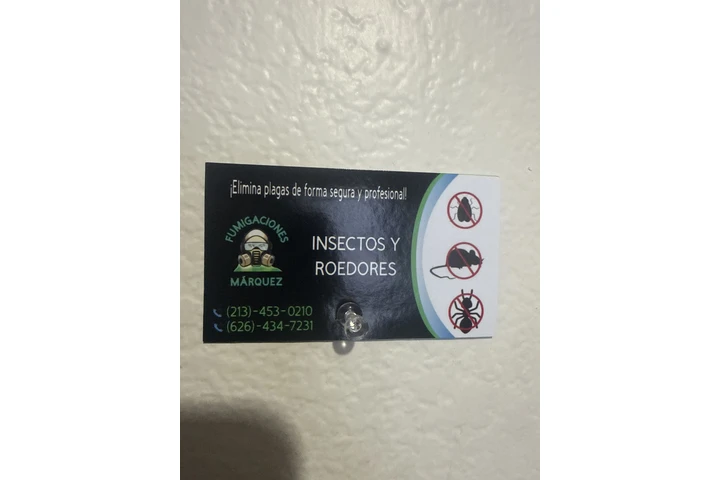 ¡Elimina plagas de forma segura y profesional!
FUMIGACIONES
MÁRQUEZ
INSECTOS Y
ROEDORES
(213)-453-0210
(626)-434-7231